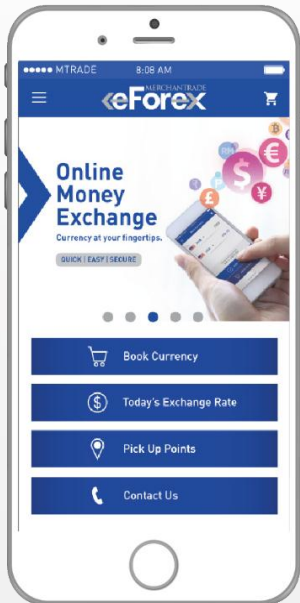 MTRADE 8:08 AM
MERCHANTRADE
eForex
Online
Money
Exchange
Currency at your fingertips.
QUICK | EASY | SECURE
RM
₿
€
$
₱
£
¥
Book Currency
$ Today's Exchange Rate
Pick Up Points
Contact Us